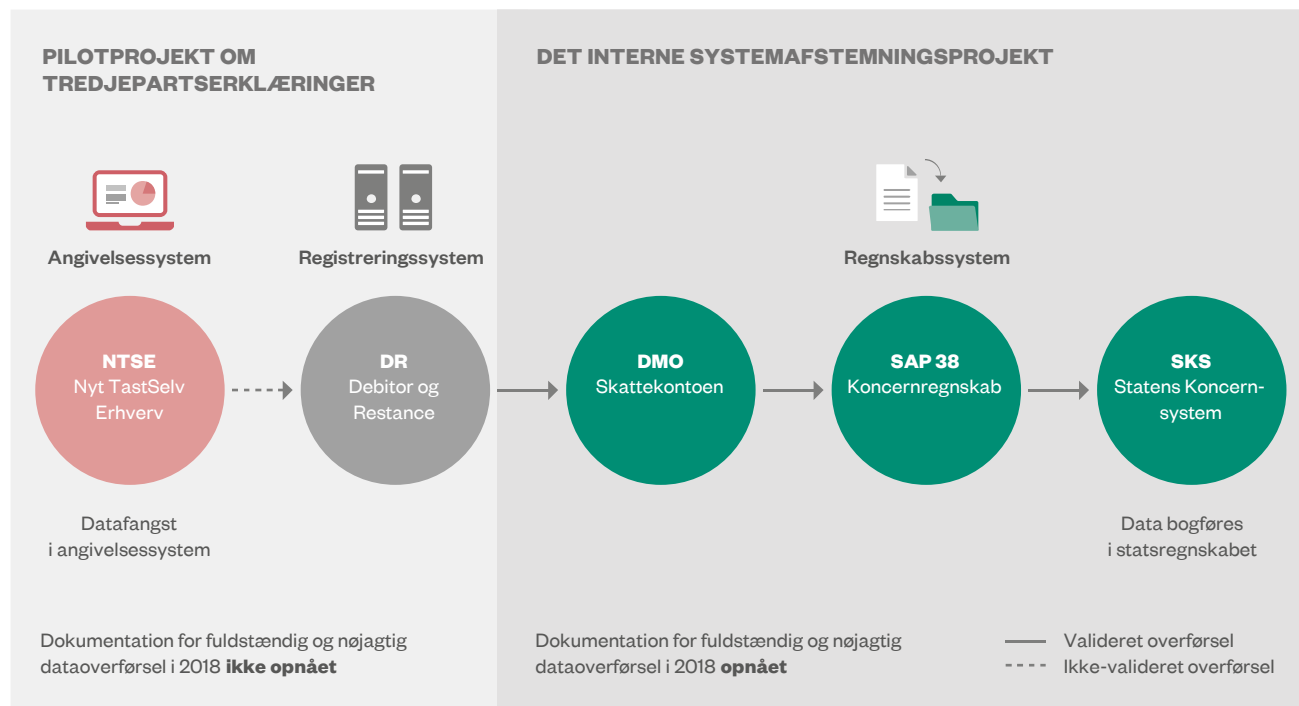 PILOTPROJEKT OM
TREDJEPARTSERKLÆRINGER
DET INTERNE SYSTEMAFSTEMNINGSPROJEKT
Angivelsessystem
Registreringssystem
Regnskabssystem
NTSE
Nyt TastSelv
Erhverv
DR
Debitor og
Restance
DMO
Skattekontoen
SAP 38
Koncernregnskab
SKS
Statens Koncern-
system
Datafangst
i angivelsessystem
Data bogføres
i statsregnskabet
Dokumentation for fuldstændig og nøjagtig
dataoverførsel i 2018 ikke opnået
Dokumentation for fuldstændig og nøjagtig
dataoverførsel i 2018 opnået
Valideret overførsel
Ikke-valideret overførsel